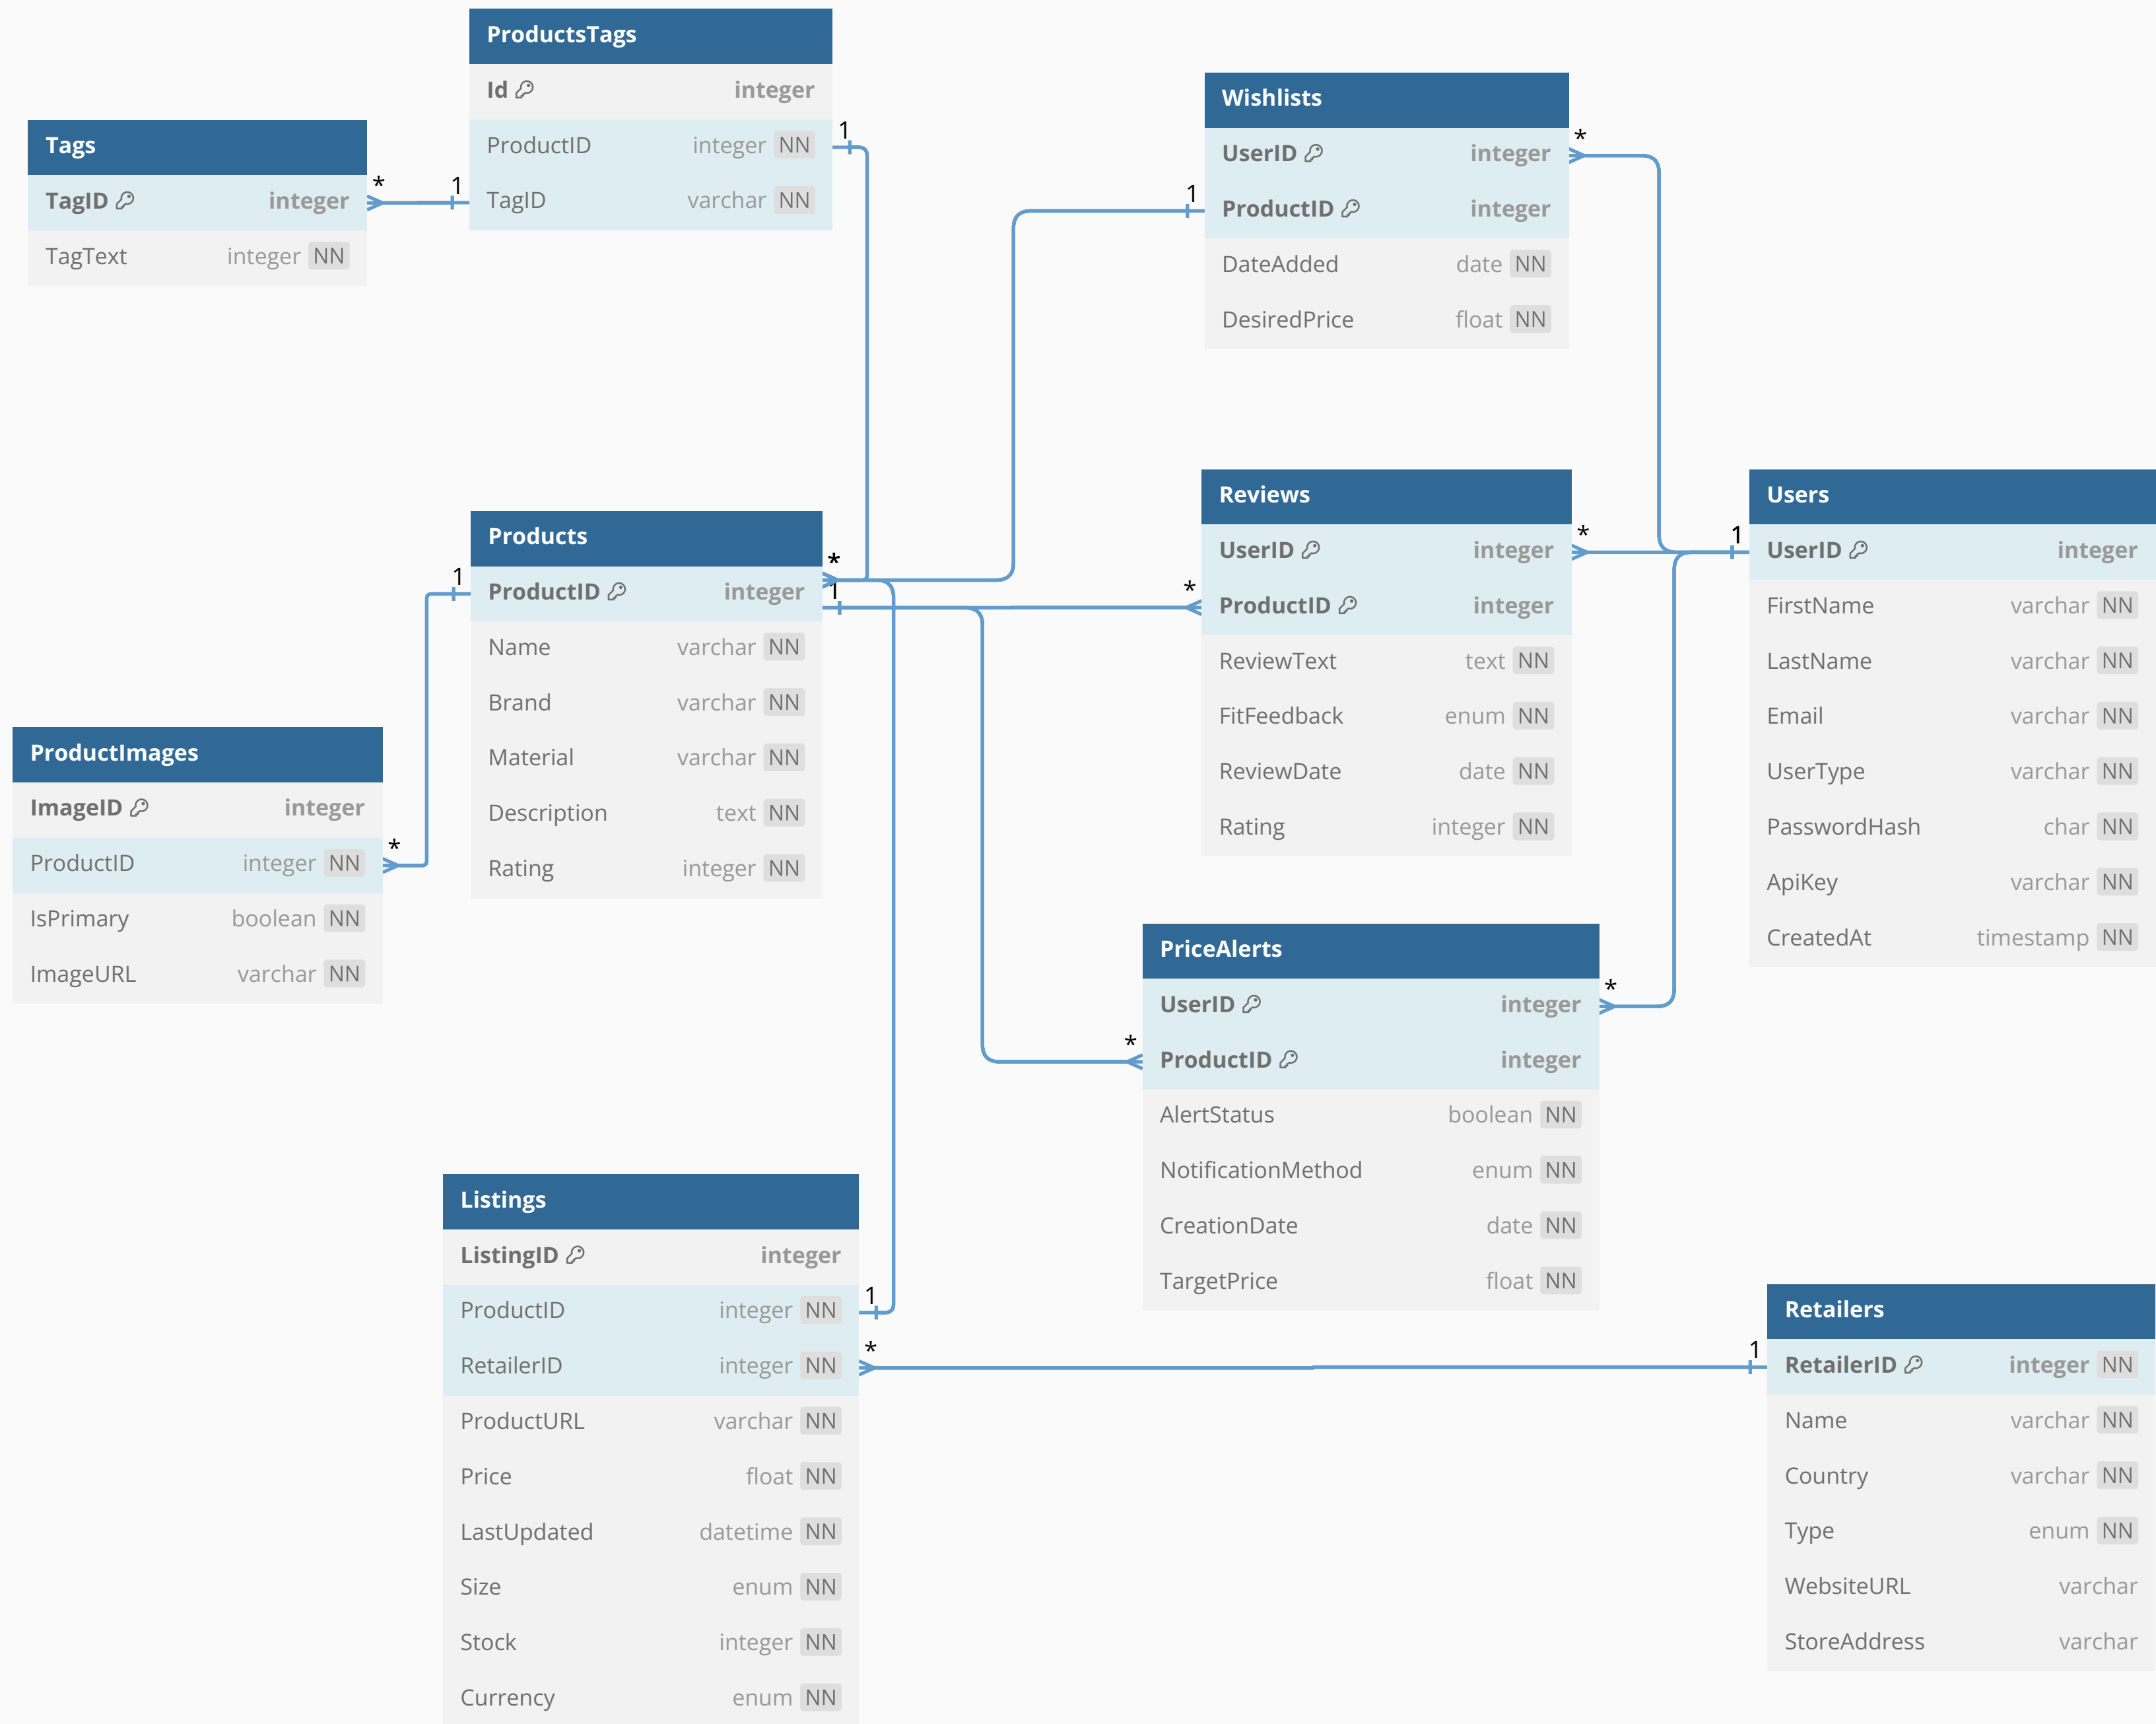 ProductsTags
Id integer
ProductID integer NN
TagID varchar NN
1
Tags
TagID integer
TagText integer NN
* 1
Wishlists
UserID integer
ProductID integer
DateAdded date NN
DesiredPrice float NN
*
1
Products
ProductID integer
Name varchar NN
Brand varchar NN
Material varchar NN
Description text NN
Rating integer NN
1
*
1
Reviews
UserID integer
ProductID integer
ReviewText text NN
FitFeedback enum NN
ReviewDate date NN
Rating integer NN
*
*
Users
UserID integer
FirstName varchar NN
LastName varchar NN
Email varchar NN
UserType varchar NN
PasswordHash char NN
ApiKey varchar NN
CreatedAt timestamp NN
1
ProductImages
ImageID integer
ProductID integer NN
IsPrimary boolean NN
ImageURL varchar NN
*
PriceAlerts
UserID integer
ProductID integer
AlertStatus boolean NN
NotificationMethod enum NN
CreationDate date NN
TargetPrice float NN
*
*
Listings
ListingID integer
ProductID integer NN
RetailerID integer NN
ProductURL varchar NN
Price float NN
LastUpdated datetime NN
Size enum NN
Stock integer NN
Currency enum NN
1
*
Retailers
RetailerID integer NN
Name varchar NN
Country varchar NN
Type enum NN
WebsiteURL varchar
StoreAddress varchar
1